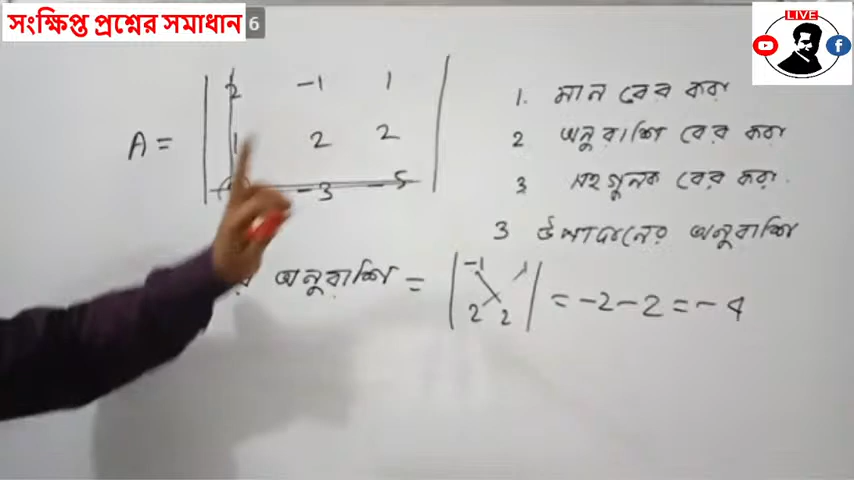 সংক্ষিপ্ত প্রশ্নের সমাধান 6
LIVE
2 -1 1
A = 1 2 2
-3 -5
1. মান বের করা
2 অনুরাশি বের করা
3 সহগুনক বের করা.
3 উপাদানের অনুরাশি
র অনুরাশি = | -1 1 | = -2-2 = -4
2 2